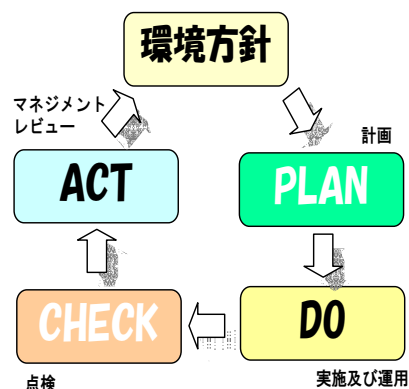 環境方針
マネジメント
レビュー
計画
ACT
PLAN
CHECK
DO
点検
実施及び運用